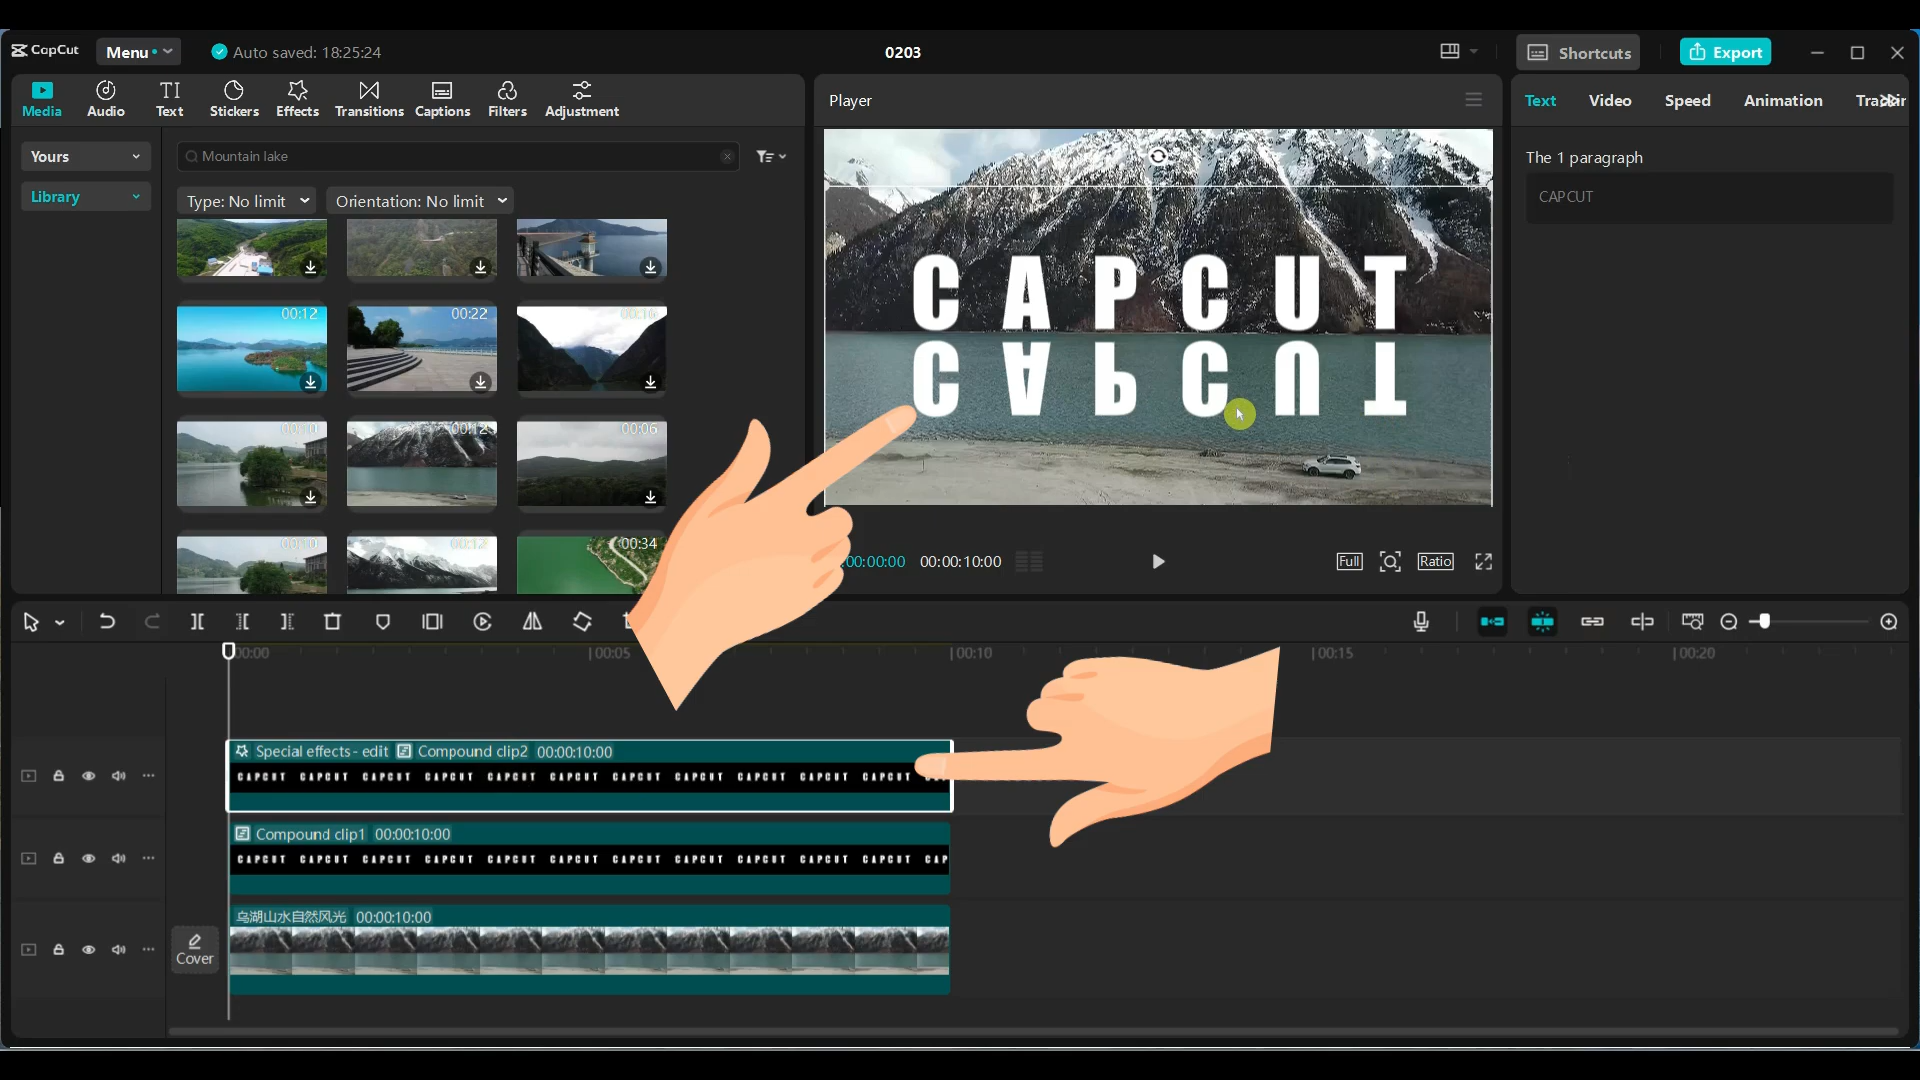 CapCut
Menu
Auto saved: 18:25:24
0203
Shortcuts
Export
Media
Audio
Text
Stickers
Effects
Transitions
Captions
Filters
Adjustment
Player
Text
Video
Speed
Animation
Yours
Library
Mountain lake
Type: No limit
Orientation: No limit
The 1 paragraph
CAPCUT
00:12
00:22
00:16
00:10
00:12
00:06
00:10
00:12
00:34
CAPCUT
CAPCUT
00:00:00
00:00:10:00
Full
Ratio
00:00
00:05
00:10
00:15
00:20
Special effects - edit
Compound clip2
00:00:10:00
CAPCUT CAPCUT CAPCUT CAPCUT CAPCUT CAPCUT CAPCUT CAPCUT CAPCUT CAPCUT CAPCUT
Compound clip1
00:00:10:00
CAPCUT CAPCUT CAPCUT CAPCUT CAPCUT CAPCUT CAPCUT CAPCUT CAPCUT CAPCUT CAPCUT CAP
乌湖山水自然风光
00:00:10:00
Cover